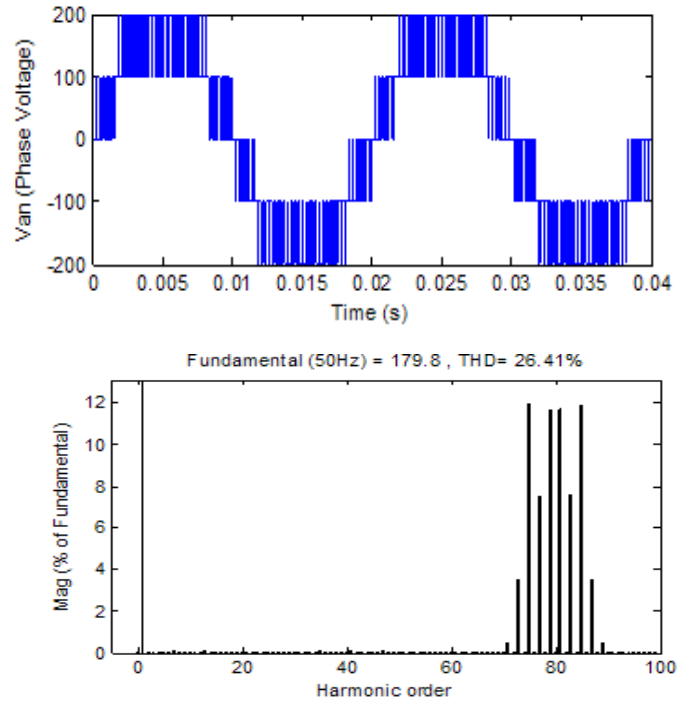 200
100
0
-100
-200
Van (Phase Voltage)
0 0.005 0.01 0.015 0.02 0.025 0.03 0.035 0.04
Time (s)
Fundamental (50Hz) = 179.8 , THD= 26.41%
12
10
8
6
4
2
0
Mag (% of Fundamental)
0 20 40 60 80 100
Harmonic order